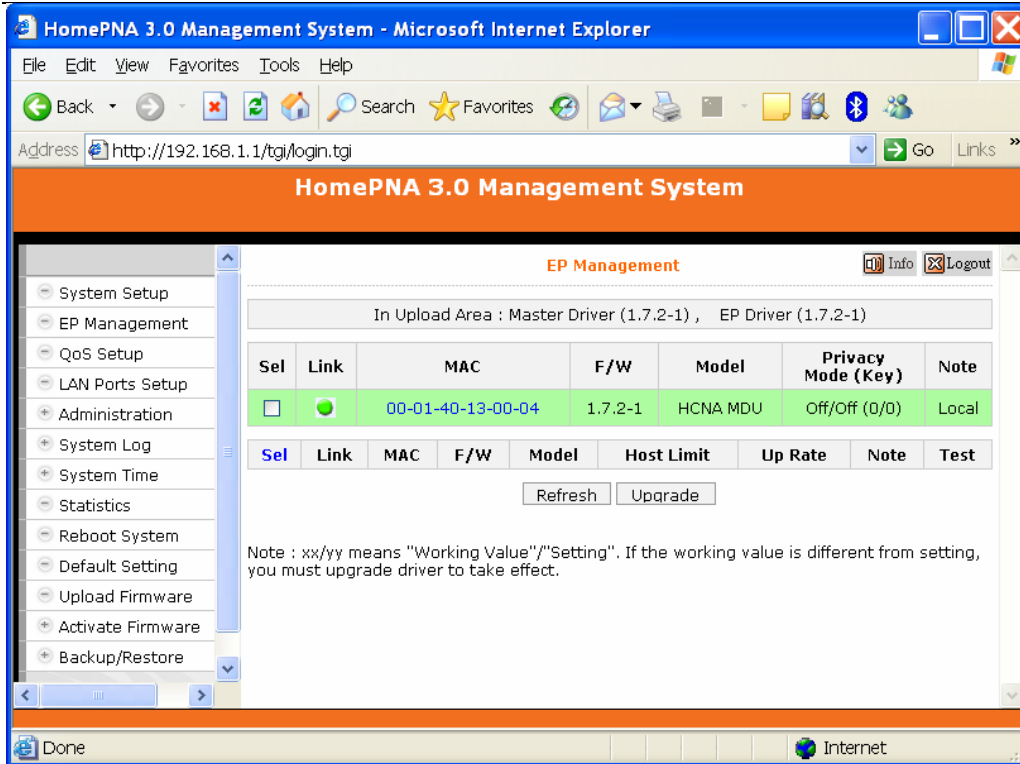 HomePNA 3.0 Management System - Microsoft Internet Explorer
File Edit View Favorites Tools Help
Back Search Favorites
Address http://192.168.1.1/tgi/login.tgi Go Links »
HomePNA 3.0 Management System
System Setup
EP Management
QoS Setup
LAN Ports Setup
Administration
System Log
System Time
Statistics
Reboot System
Default Setting
Upload Firmware
Activate Firmware
Backup/Restore
EP Management Info Logout
In Upload Area : Master Driver (1.7.2-1) , EP Driver (1.7.2-1)
Sel Link MAC F/W Model Privacy Mode (Key) Note
00-01-40-13-00-04 1.7.2-1 HCNA MDU Off/Off (0/0) Local
Sel Link MAC F/W Model Host Limit Up Rate Note Test
Refresh Upgrade
Note : xx/yy means "Working Value"/"Setting". If the working value is different from setting,
you must upgrade driver to take effect.
Done Internet